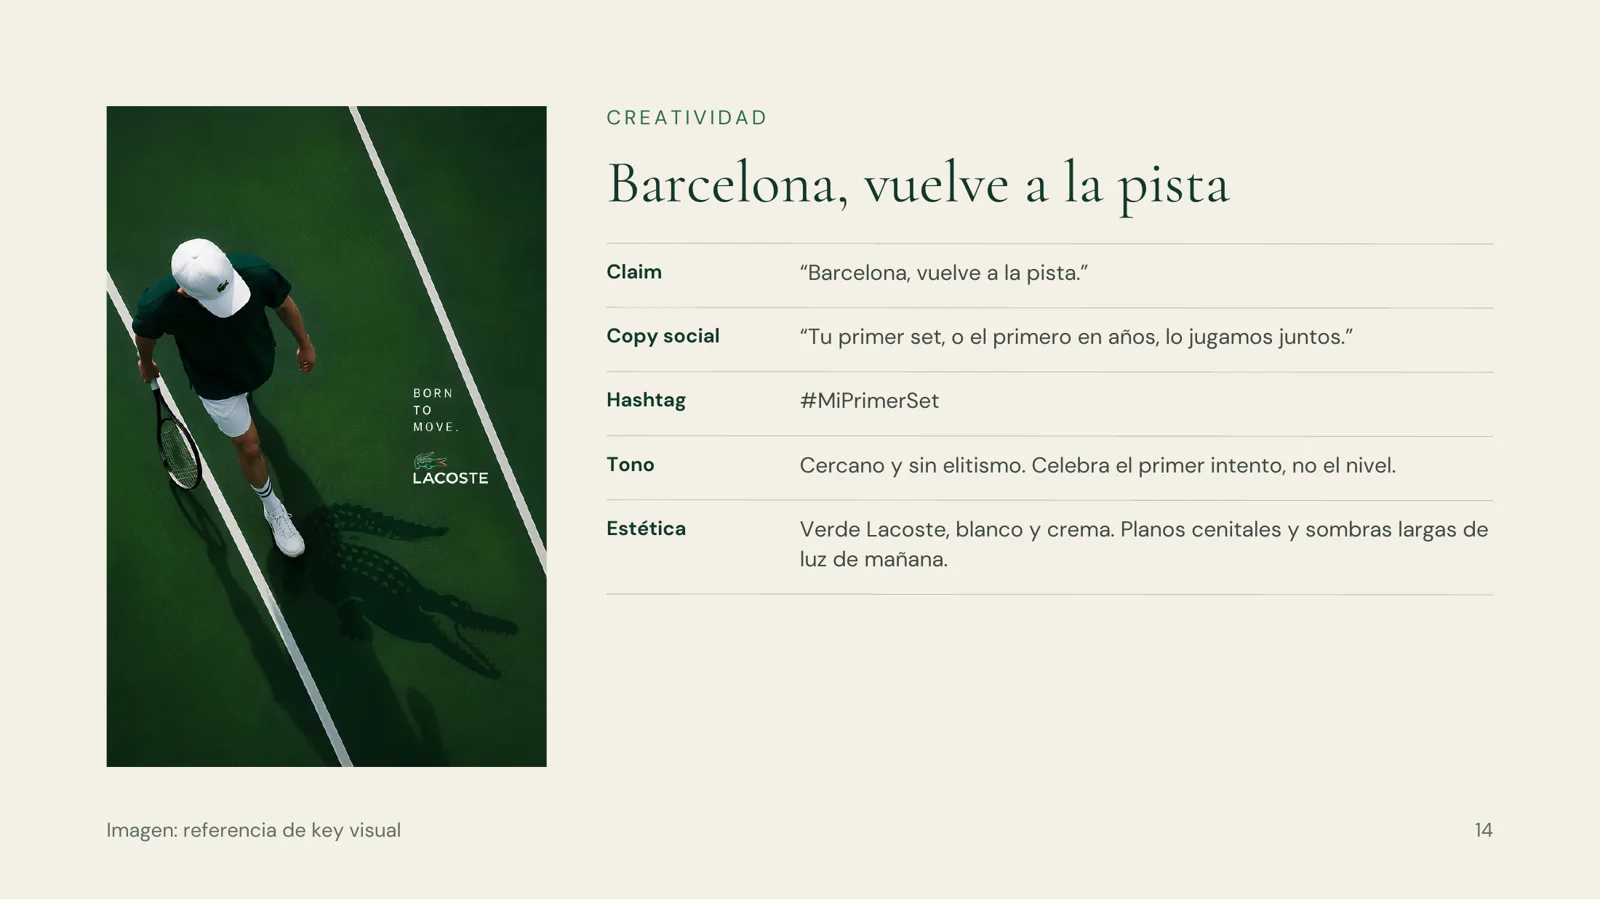 CREATIVIDAD
Barcelona, vuelve a la pista
Claim
“Barcelona, vuelve a la pista.”
Copy social
“Tu primer set, o el primero en años, lo jugamos juntos.”
Hashtag
#MiPrimerSet
Tono
Cercano y sin elitismo. Celebra el primer intento, no el nivel.
Estética
Verde Lacoste, blanco y crema. Planos cenitales y sombras largas de
luz de mañana.
BORN
TO
MOVE.
LACOSTE
Imagen: referencia de key visual
14